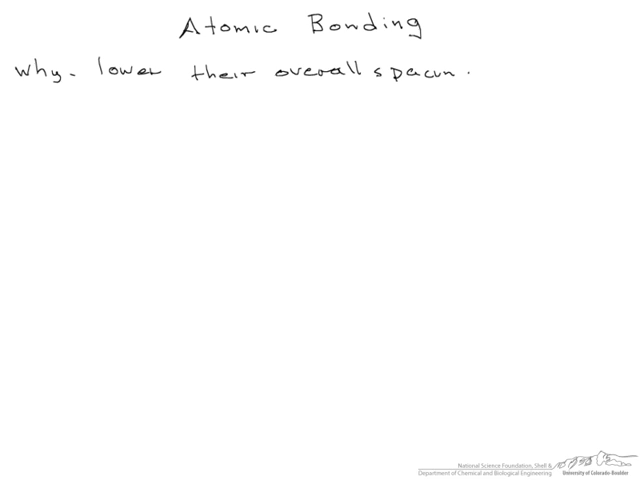 Atomic Bonding
why - lower their overall spacin.
National Science Foundation, Shell &
Department of Chemical and Biological Engineering
University of Colorado-Boulder